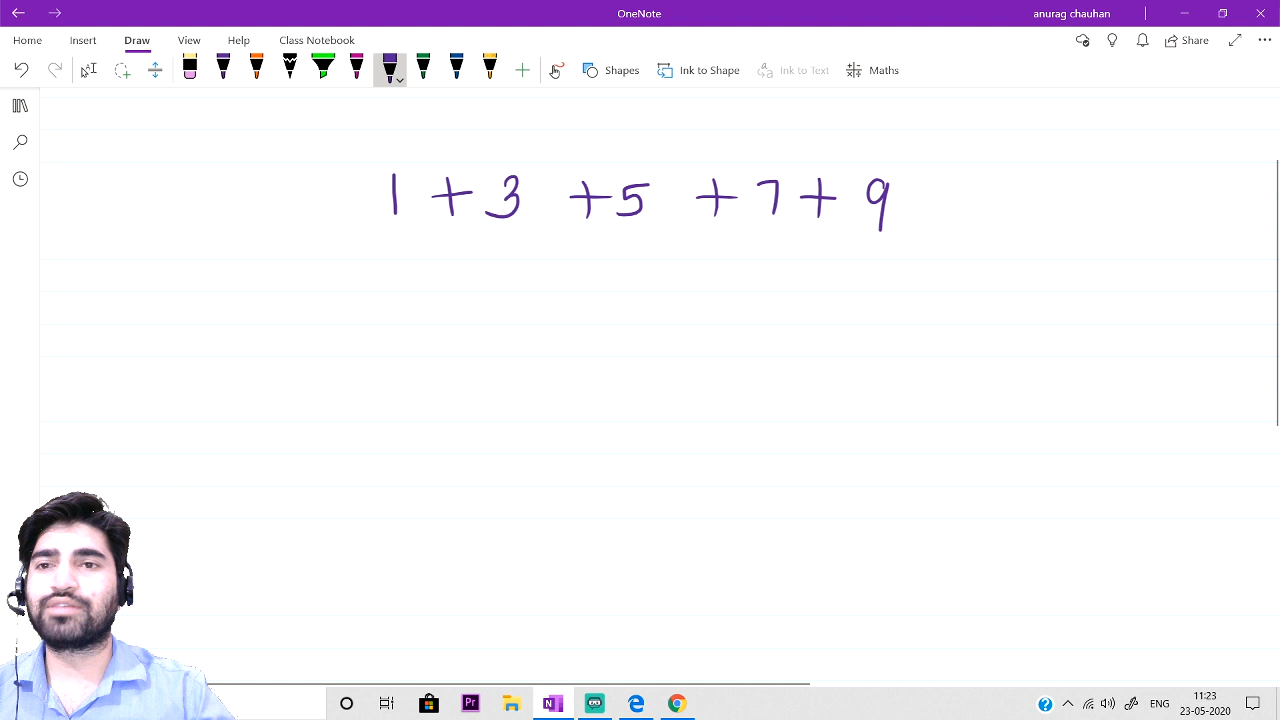 OneNote
anurag chauhan
Home Insert Draw View Help Class Notebook
Share
Shapes Ink to Shape Ink to Text Maths
1 + 3 + 5 + 7 + 9
Pr
N
ENG
11:23
23-05-2020